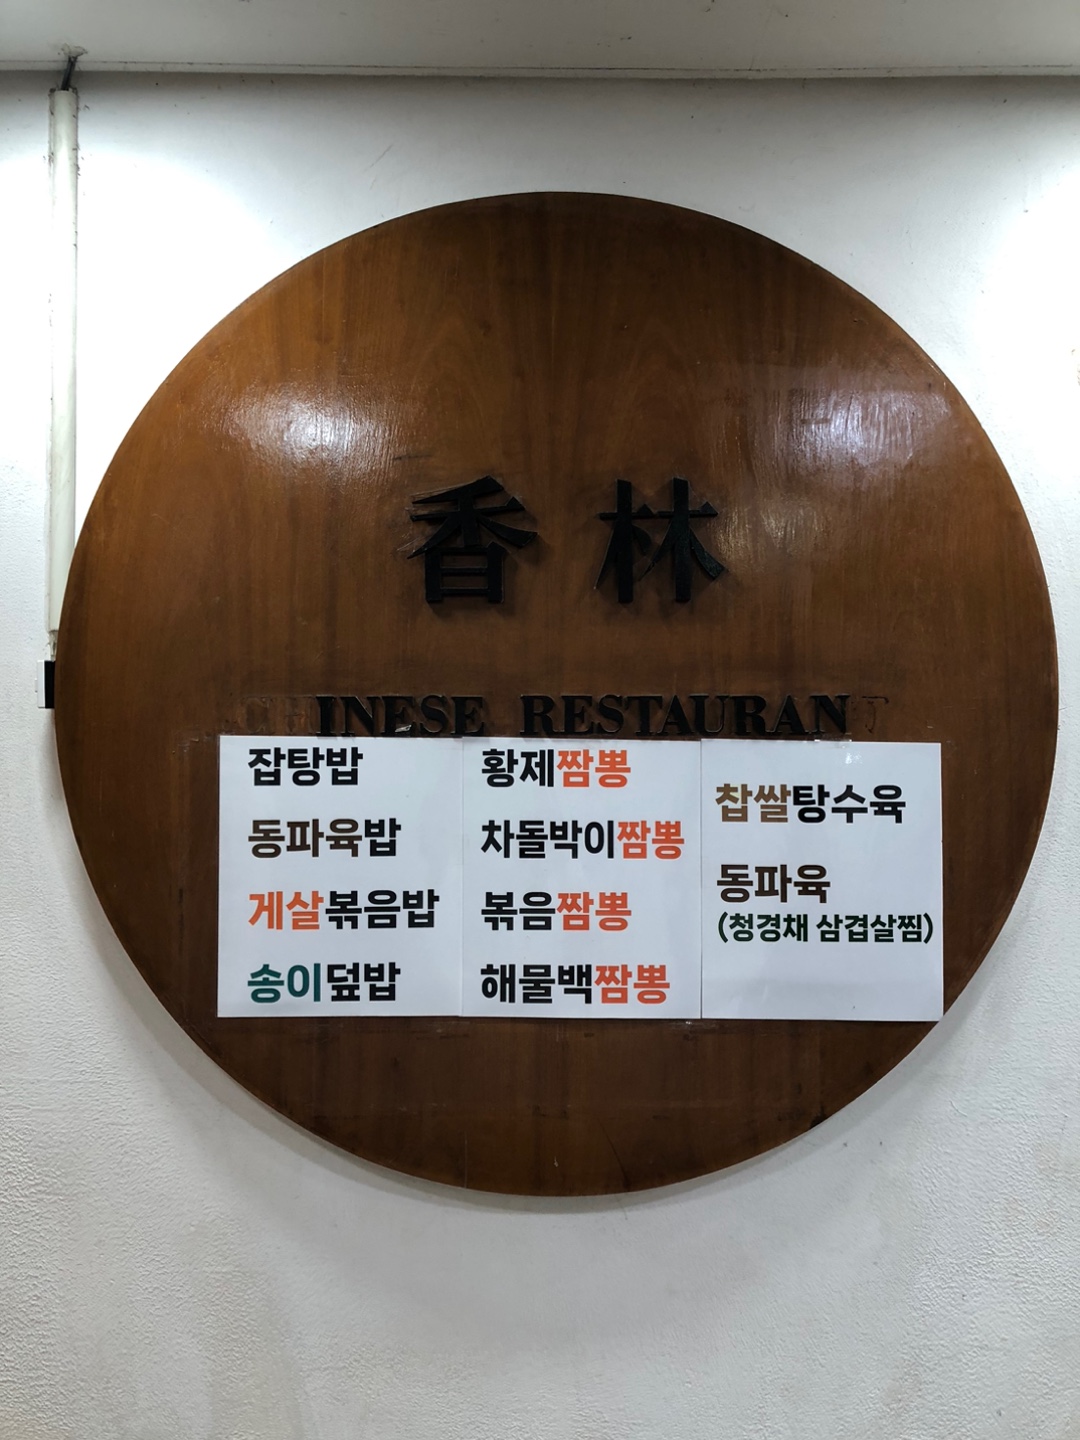 香林
CHINESE RESTAURANT
잡탕밥
동파육밥
게살볶음밥
송이덮밥
황제짬뽕
차돌박이짬뽕
볶음짬뽕
해물백짬뽕
찹쌀탕수육
동파육
(청경채 삼겹살찜)